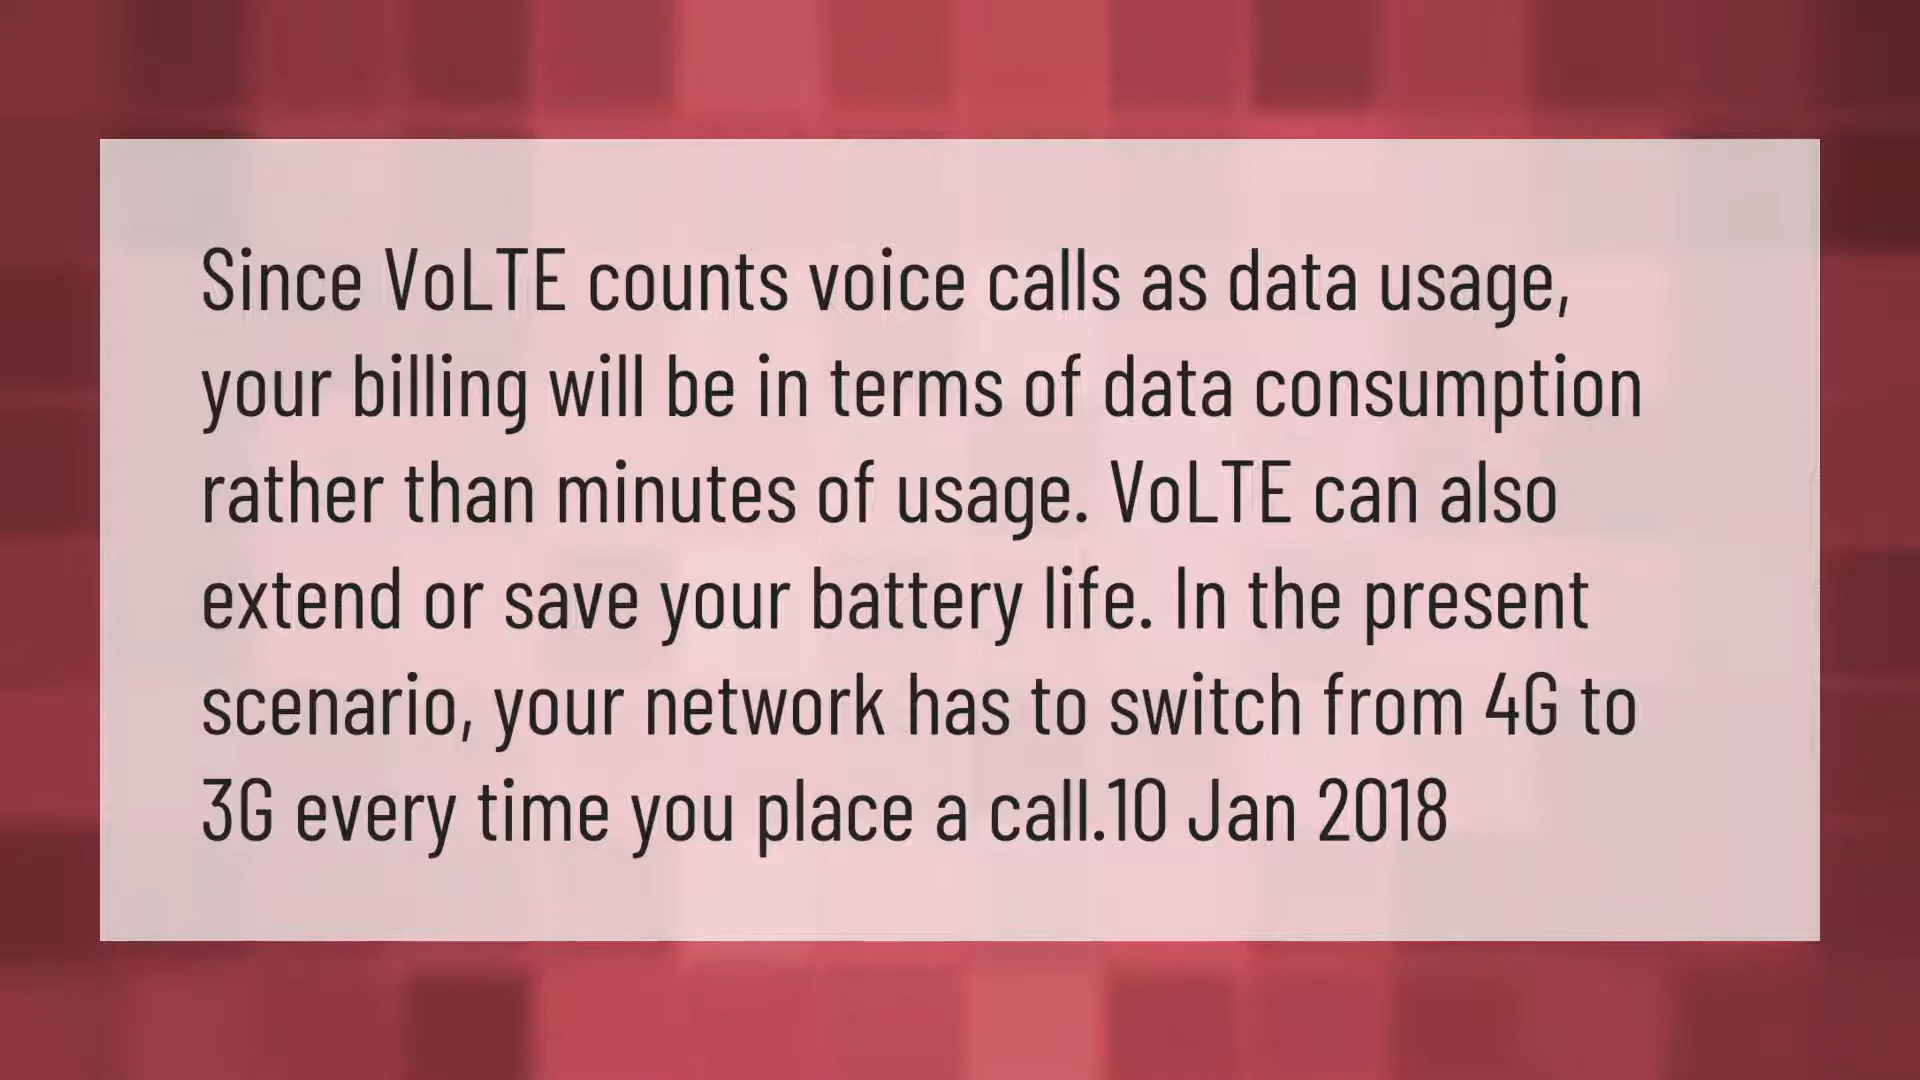 Since VoLTE counts voice calls as data usage,
your billing will be in terms of data consumption
rather than minutes of usage. VoLTE can also
extend or save your battery life. In the present
scenario, your network has to switch from 4G to
3G every time you place a call.10 Jan 2018